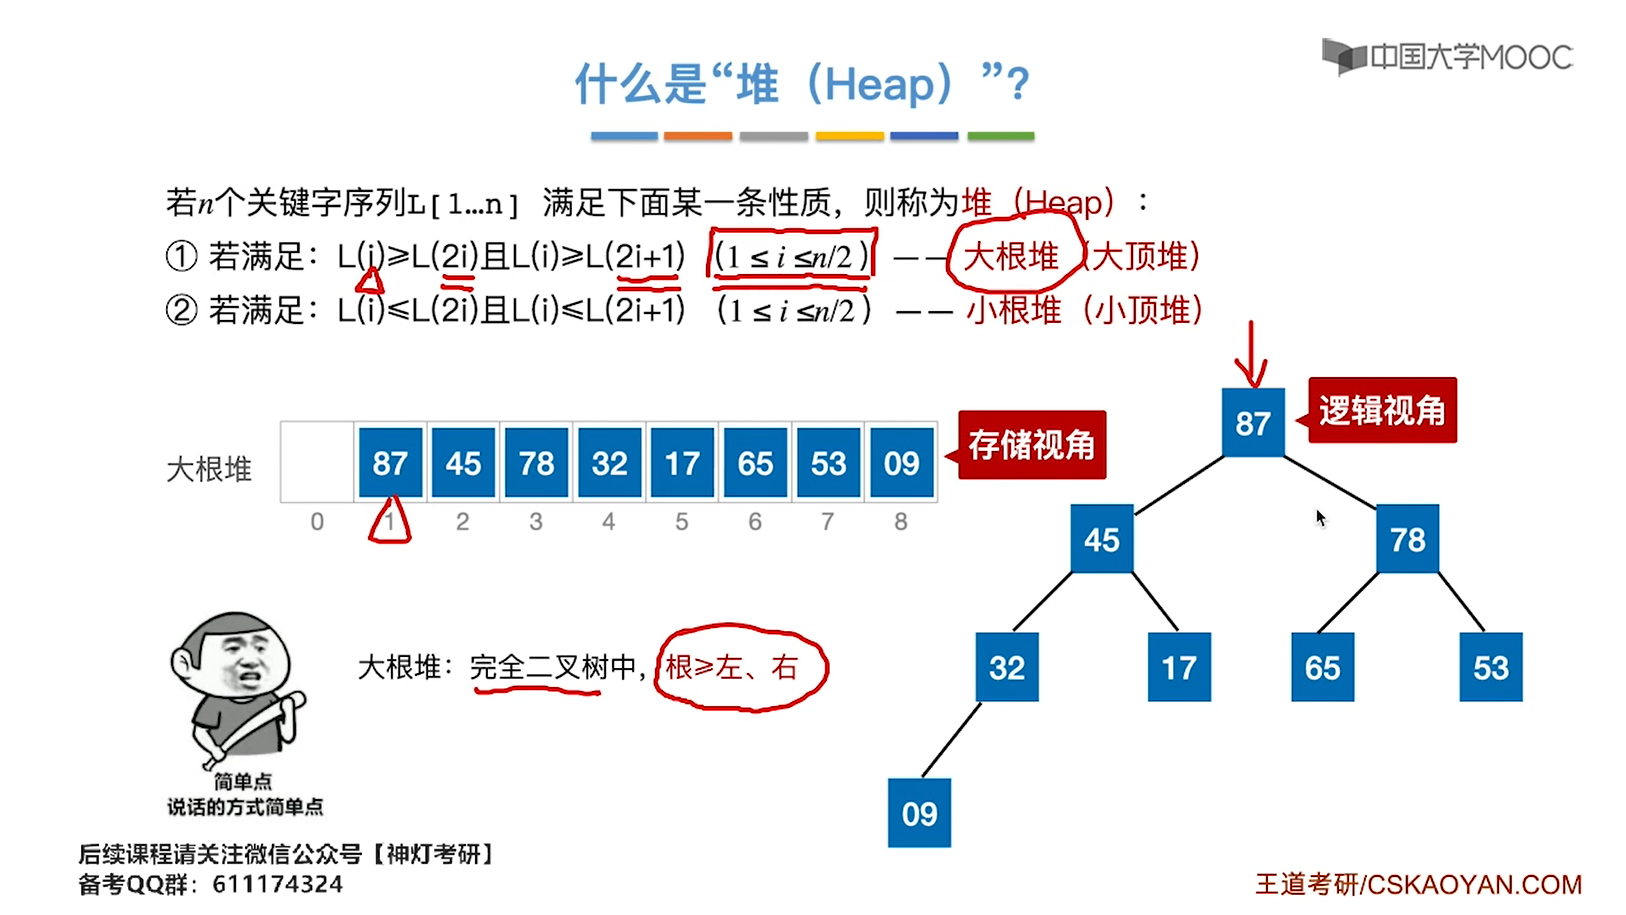 中国大学MOOC
什么是“堆（Heap）”？
若n个关键字序列L[1…n] 满足下面某一条性质，则称为堆（Heap）：
① 若满足：L(i)≥L(2i)且L(i)≥L(2i+1) （1 ≤ i ≤n/2） —— 大根堆（大顶堆）
② 若满足：L(i)≤L(2i)且L(i)≤L(2i+1) （1 ≤ i ≤n/2） —— 小根堆（小顶堆）
大根堆 87 45 78 32 17 65 53 09
0 1 2 3 4 5 6 7 8
存储视角
逻辑视角
87
45 78
32 17 65 53
09
大根堆：完全二叉树中，根≥左、右
简单点
说话的方式简单点
后续课程请关注微信公众号【神灯考研】
备考QQ群：611174324
王道考研/CSKAOYAN.COM